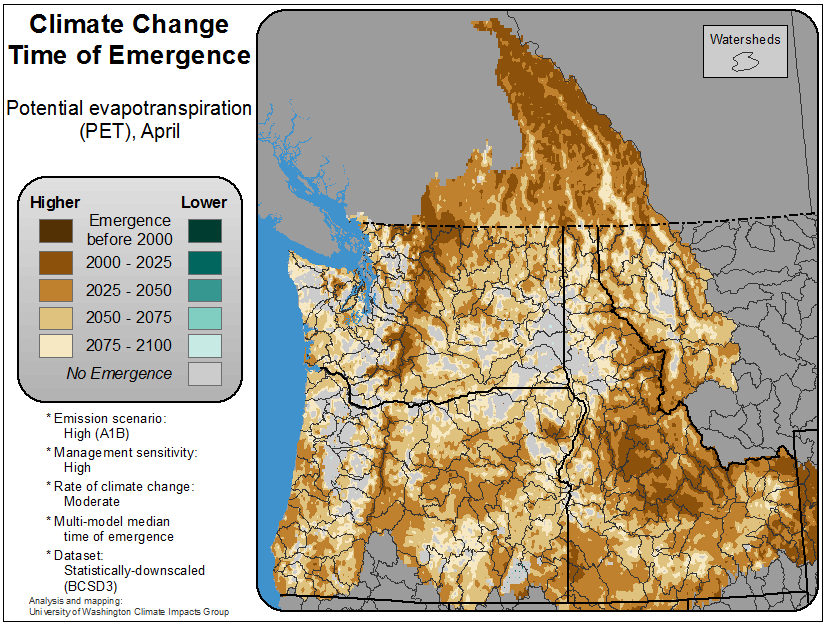 Climate Change
Time of Emergence
Potential evapotranspiration
(PET), April
Higher
Lower
Emergence
before 2000
2000 - 2025
2025 - 2050
2050 - 2075
2075 - 2100
No Emergence
* Emission scenario:
High (A1B)
* Management sensitivity:
High
* Rate of climate change:
Moderate
* Multi-model median
time of emergence
* Dataset:
Statistically-downscaled
(BCSD3)
Analysis and mapping:
University of Washington Climate Impacts Group
Watersheds